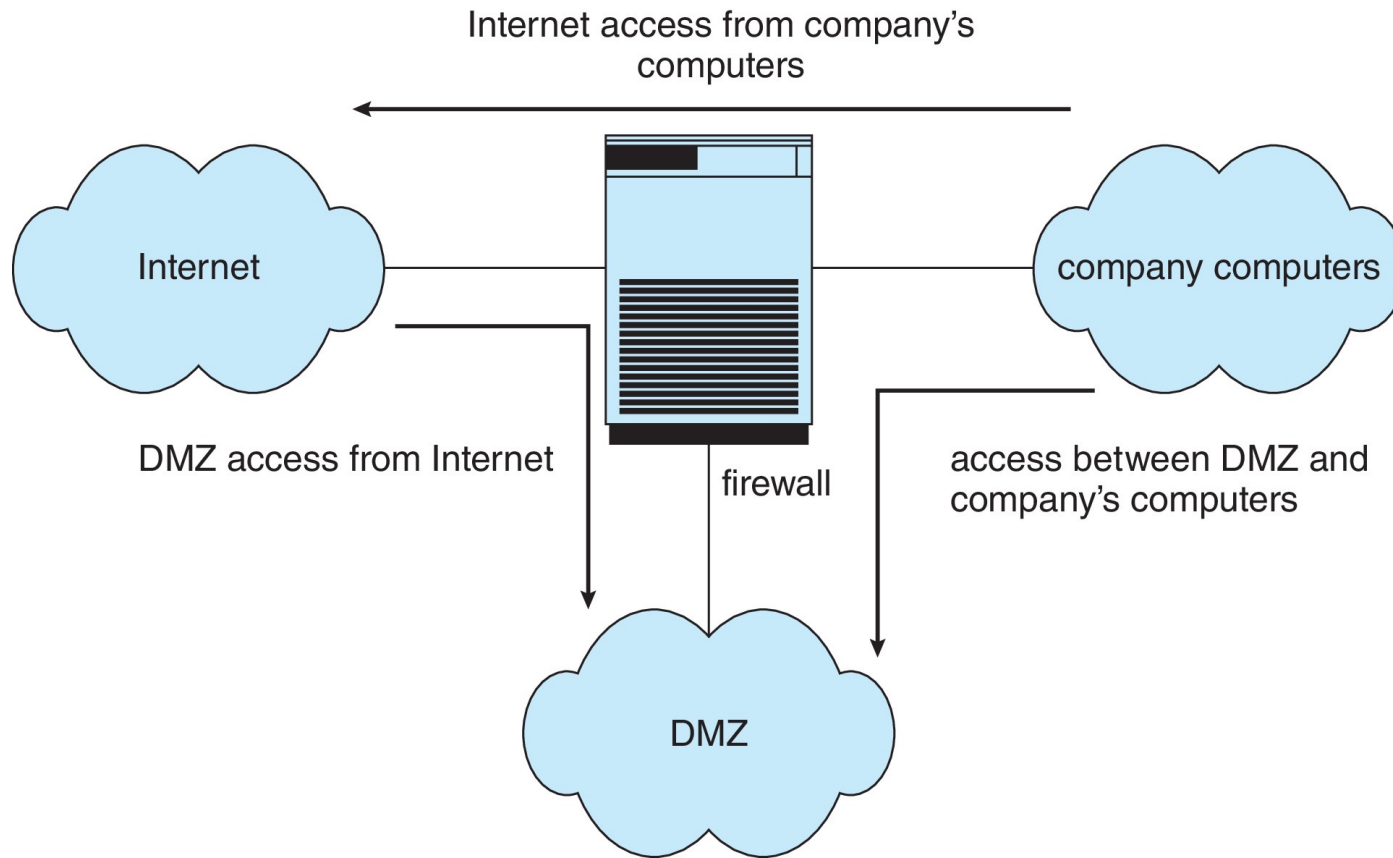 Internet access from company’s
computers
Internet
company computers
DMZ access from Internet
firewall
access between DMZ and
company’s computers
DMZ